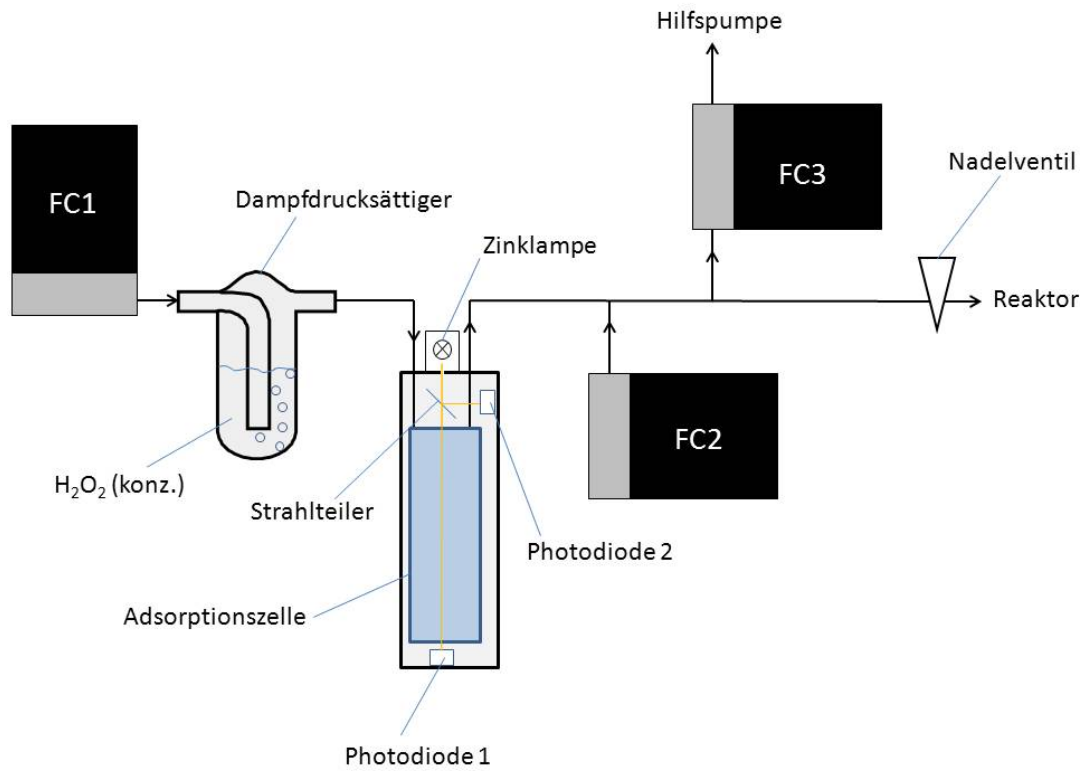 Hilfspumpe
FC1
FC3
Nadelventil
Dampfdrucksättiger
Zinklampe
Reaktor
FC2
H₂O₂ (konz.)
Strahlteiler
Photodiode 2
Adsorptionszelle
Photodiode 1